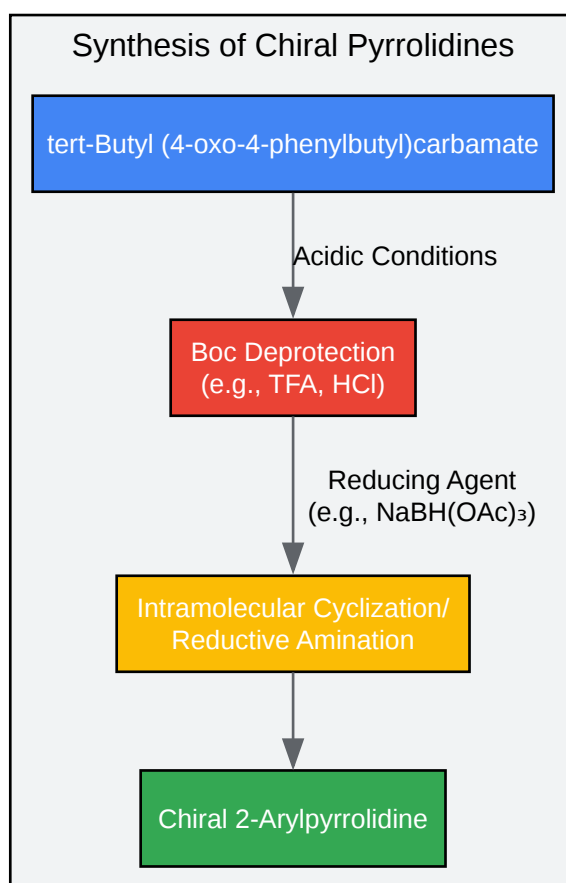 Synthesis of Chiral Pyrrolidines
tert-Butyl (4-oxo-4-phenylbutyl)carbamate
Acidic Conditions
Boc Deprotection
(e.g., TFA, HCl)
Reducing Agent
(e.g., NaBH(OAc)₃)
Intramolecular Cyclization/
Reductive Amination
Chiral 2-Arylpyrrolidine